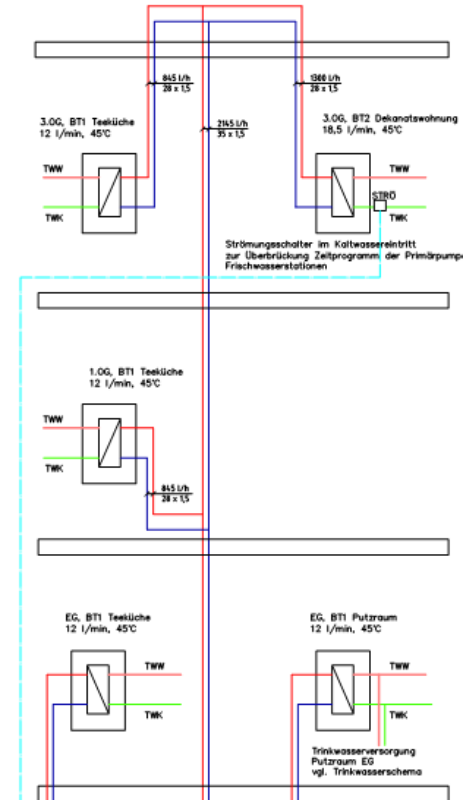 845 l/h
28 x 1,5
1300 l/h
28 x 1,5
2145 l/h
35 x 1,5
3.OG, BT1 Teeküche
12 l/min, 45°C
TWW
TWK
3.OG, BT2 Dekanatswohnung
18,5 l/min, 45°C
TWW
STRÖ
TWK
Strömungsschalter im Kaltwassereintritt
zur Überbrückung Zeitprogramm der Primärpumpe
Frischwasserstationen
1.OG, BT1 Teeküche
12 l/min, 45°C
TWW
TWK
845 l/h
28 x 1,5
EG, BT1 Teeküche
12 l/min, 45°C
TWW
TWK
EG, BT1 Putzraum
12 l/min, 45°C
TWW
TWK
Trinkwasserversorgung
Putzraum EG
vgl. Trinkwasserschema